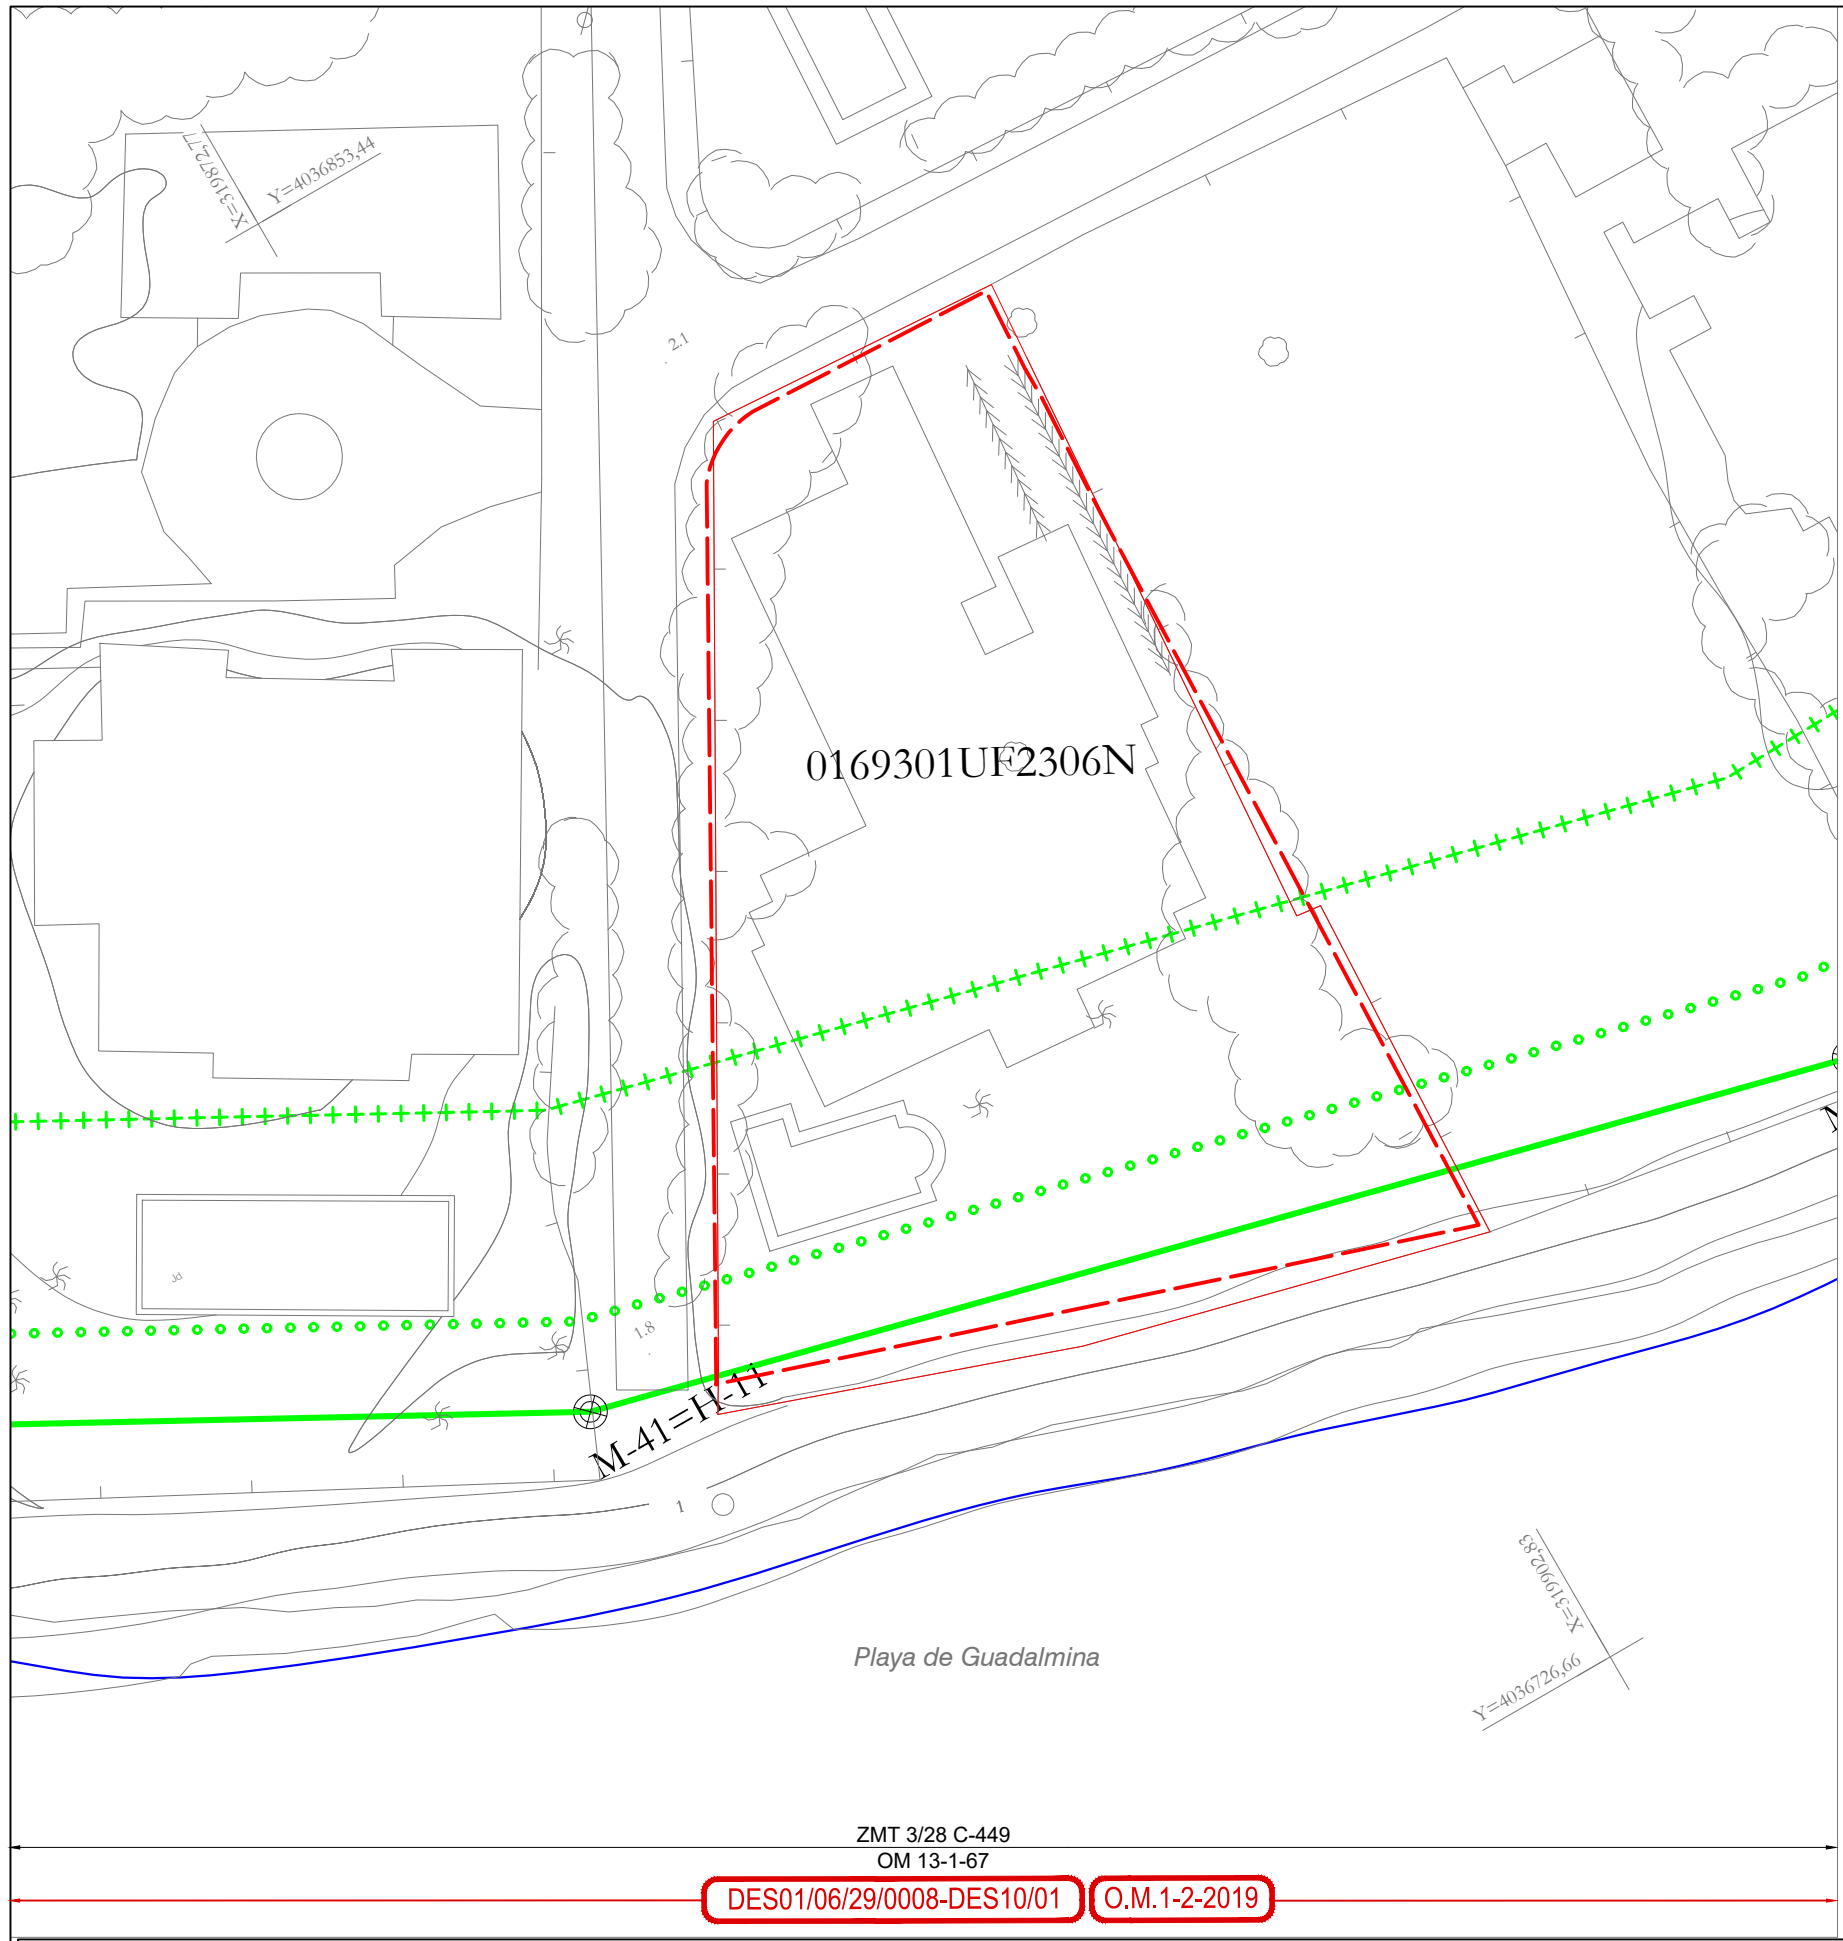 X=319872,77
Y=4036853,44
2.1
0169301UF2306N
1.8
M-41=H-11
1
X=319902,83
Y=4036726,66
Playa de Guadalmina
ZMT 3/28 C-449
OM 13-1-67
DES01/06/29/0008-DES10/01
O.M.1-2-2019